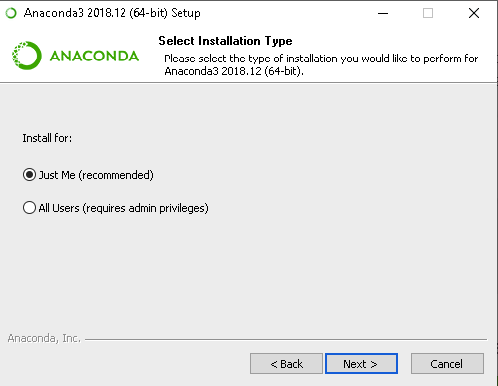 Anaconda3 2018.12 (64-bit) Setup
ANACONDA
Select Installation Type
Please select the type of installation you would like to perform for
Anaconda3 2018.12 (64-bit).
Install for:
Just Me (recommended)
All Users (requires admin privileges)
Anaconda, Inc.
< Back Next > Cancel